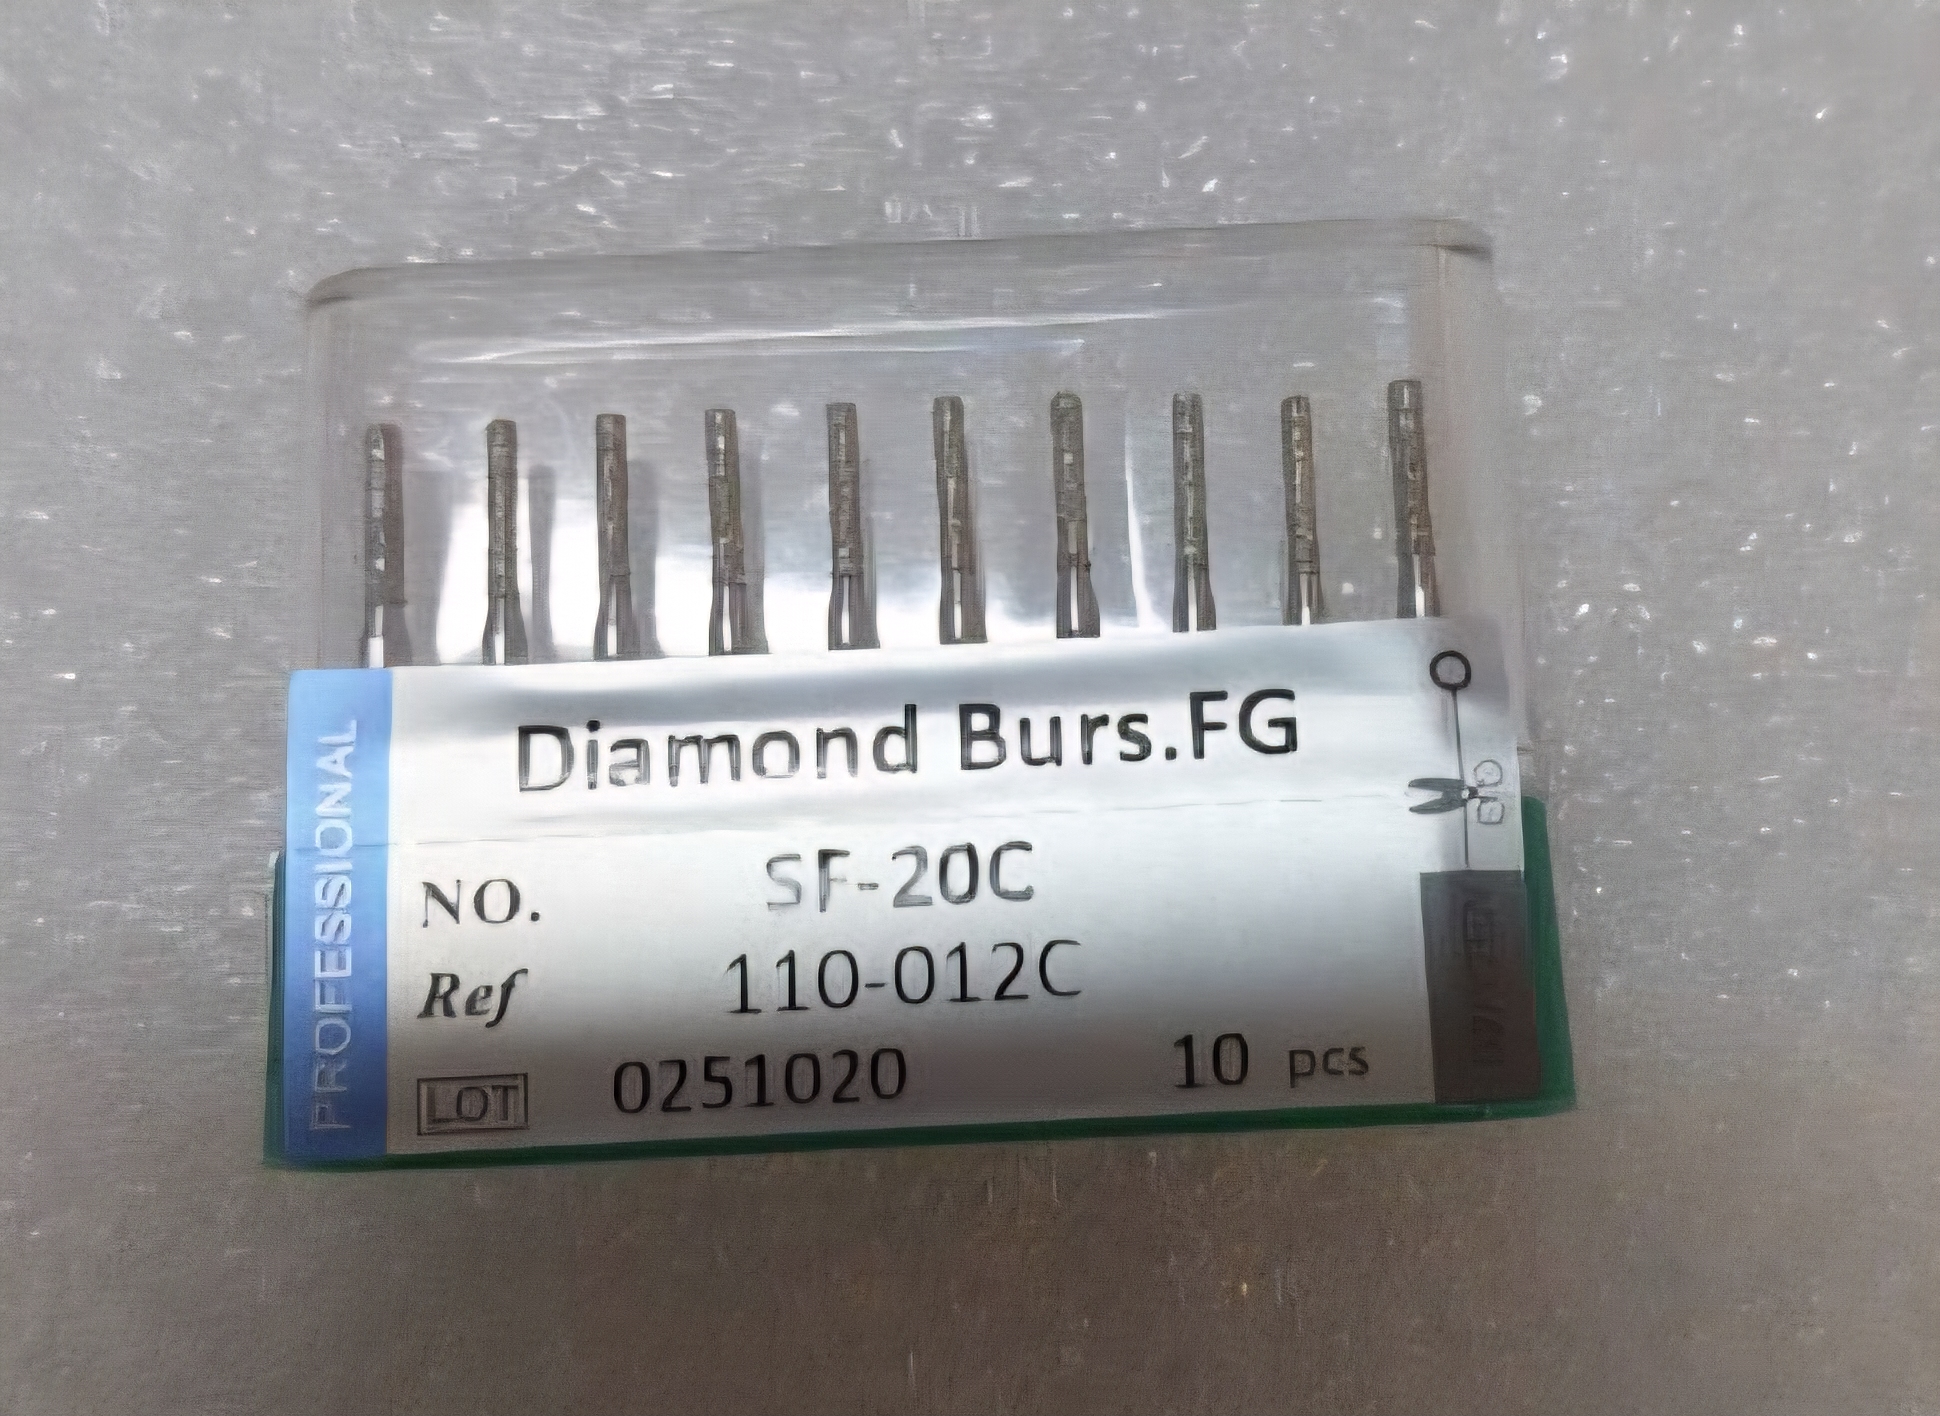 PROFESSIONAL
Diamond Burs.FG
NO. SF-20C
Ref 110-012C
LOT 0251020 10 pcs